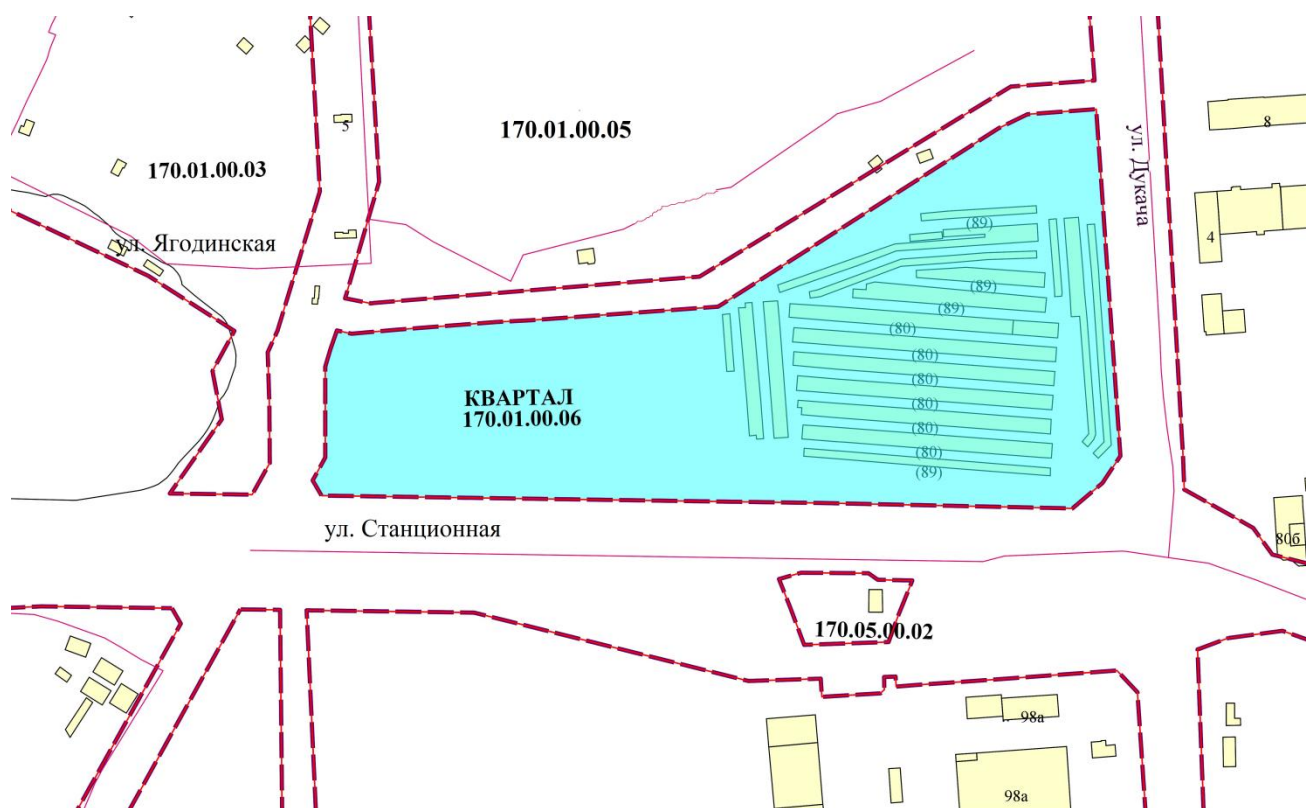 5
170.01.00.05
8
170.01.00.03
ул. Дукача
(89)
4
ул. Ягодинская
(89)
(89)
(80)
(80)
(80)
КВАРТАЛ
170.01.00.06
(80)
(80)
(80)
(89)
ул. Станционная
80б
170.05.00.02
98а
98а